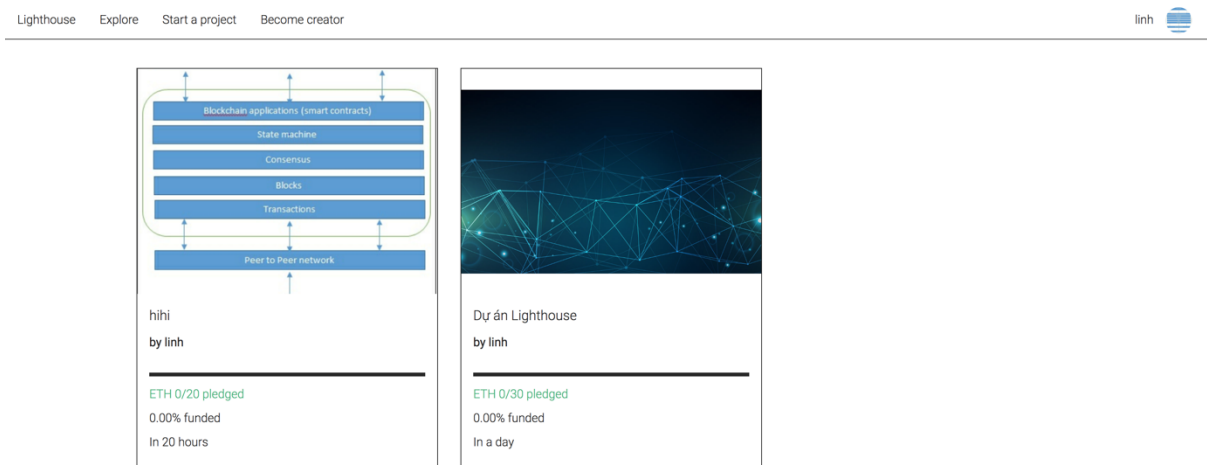 Lighthouse Explore Start a project Become creator linh
Blockchain applications (smart contracts)
State machine
Consensus
Blocks
Transactions
Peer to Peer network
hihi
by linh
ETH 0/20 pledged
0.00% funded
In 20 hours
Dự án Lighthouse
by linh
ETH 0/30 pledged
0.00% funded
In a day